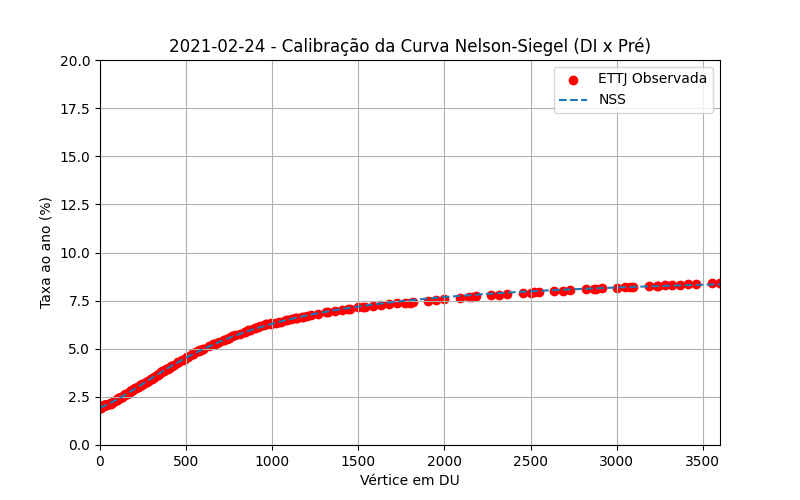 2021-02-24 - Calibração da Curva Nelson-Siegel (DI x Pré)
ETTJ Observada
NSS
Taxa ao ano (%)
20.0
17.5
15.0
12.5
10.0
7.5
5.0
2.5
0.0
0 500 1000 1500 2000 2500 3000 3500
Vértice em DU